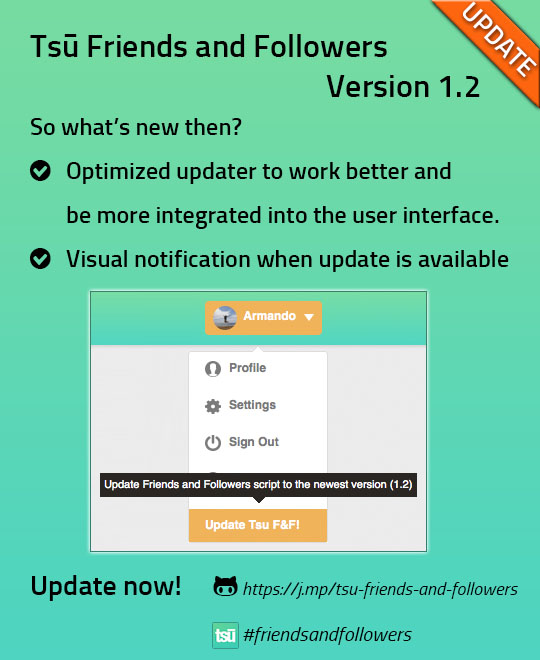 UPDATE
Tsū Friends and Followers
Version 1.2
So what's new then?
Optimized updater to work better and
be more integrated into the user interface.
Visual notification when update is available
Armando
Profile
Settings
Sign Out
Update Friends and Followers script to the newest version (1.2)
Update Tsu F&F!
Update now!
https://j.mp/tsu-friends-and-followers
tsū
#friendsandfollowers